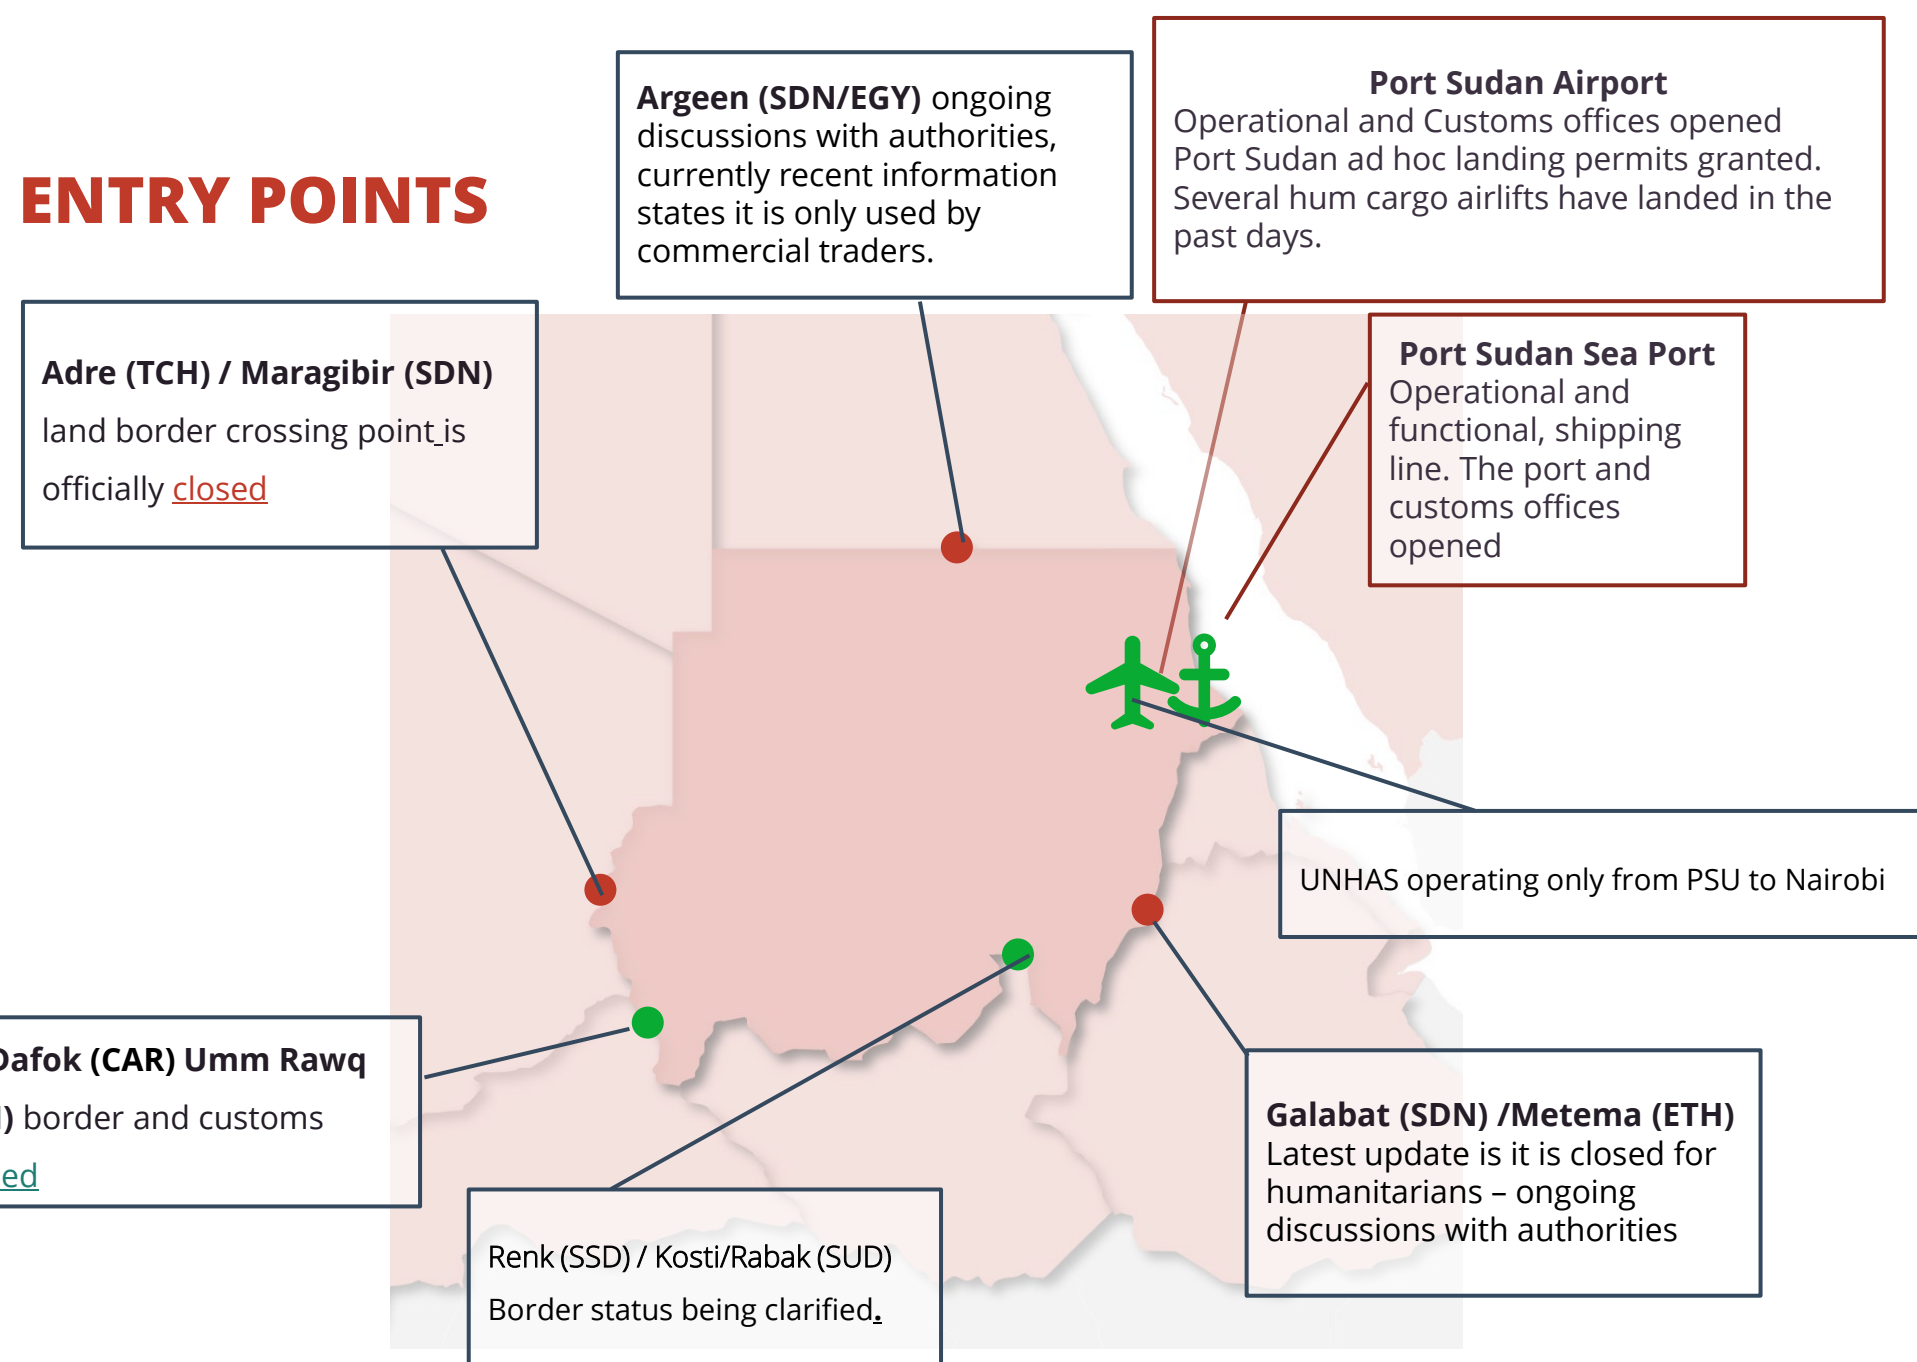 ENTRY POINTS
Argeen (SDN/EGY) ongoing
discussions with authorities,
currently recent information
states it is only used by
commercial traders.
Port Sudan Airport
Operational and Customs offices opened
Port Sudan ad hoc landing permits granted.
Several hum cargo airlifts have landed in the
past days.
Adre (TCH) / Maragibir (SDN)
land border crossing point is
officially closed
Port Sudan Sea Port
Operational and
functional, shipping
line. The port and
customs offices
opened
UNHAS operating only from PSU to Nairobi
Dafok (CAR) Umm Rawq
) border and customs
ed
Galabat (SDN) /Metema (ETH)
Latest update is it is closed for
humanitarians – ongoing
discussions with authorities
Renk (SSD) / Kosti/Rabak (SUD)
Border status being clarified.